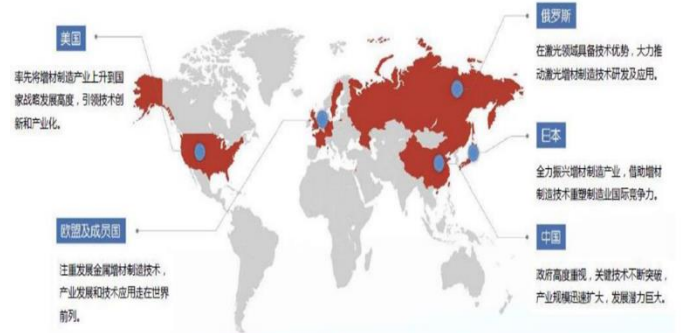 美国
率先将增材制造产业上升到国
家战略发展高度，引领技术创
新和产业化。
欧盟及成员国
注重发展金属增材制造技术，
产业发展和技术应用走在世界
前列。
俄罗斯
在激光领域具备技术优势，大力推
动激光增材制造技术研发及应用。
日本
全力振兴增材制造产业，借助增材
制造技术重塑制造业国际竞争力。
中国
政府高度重视，关键技术不断突破，
产业规模迅速扩大，发展潜力巨大。